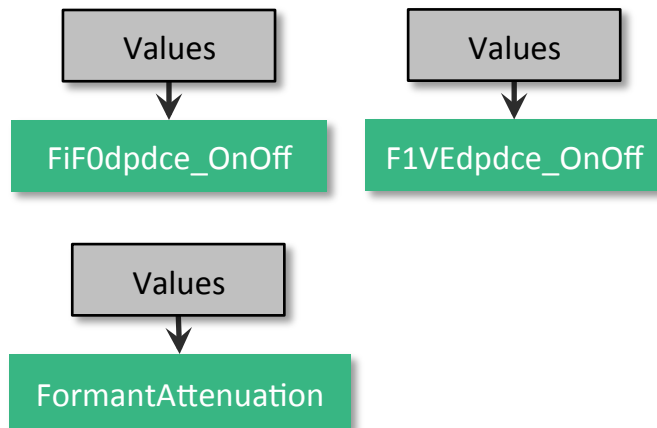 Values
Values
FiF0dpdce_OnOff
F1VEdpdce_OnOff
Values
FormantAttenuation